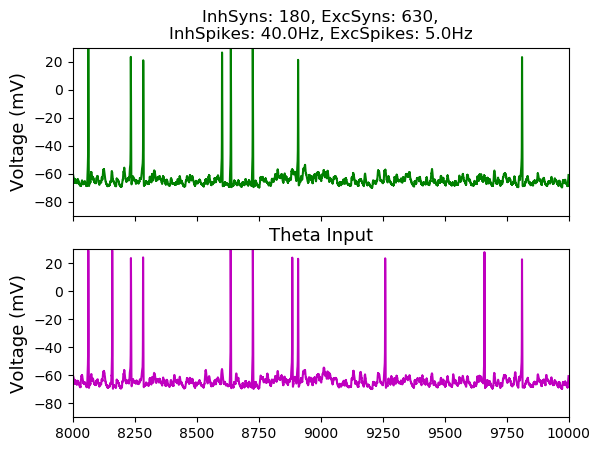 InhSyns: 180, ExcSyns: 630,
InhSpikes: 40.0Hz, ExcSpikes: 5.0Hz
Voltage (mV)
20
0
−20
−40
−60
−80
Theta Input
Voltage (mV)
20
0
−20
−40
−60
−80
8000 8250 8500 8750 9000 9250 9500 9750 10000